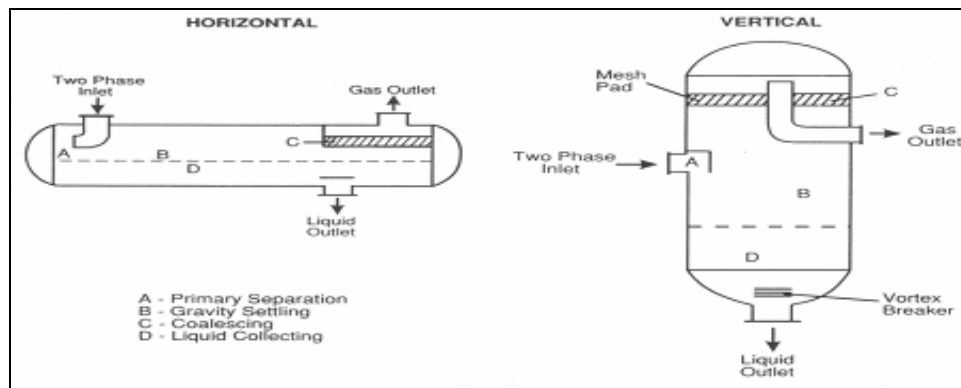 HORIZONTAL
Two Phase
Inlet
Gas Outlet
C
A
B
D
Liquid
Outlet
A - Primary Separation
B - Gravity Settling
C - Coalescing
D - Liquid Collecting
VERTICAL
Mesh
Pad
C
Gas
Outlet
Two Phase
Inlet
A
B
D
Vortex
Breaker
Liquid
Outlet